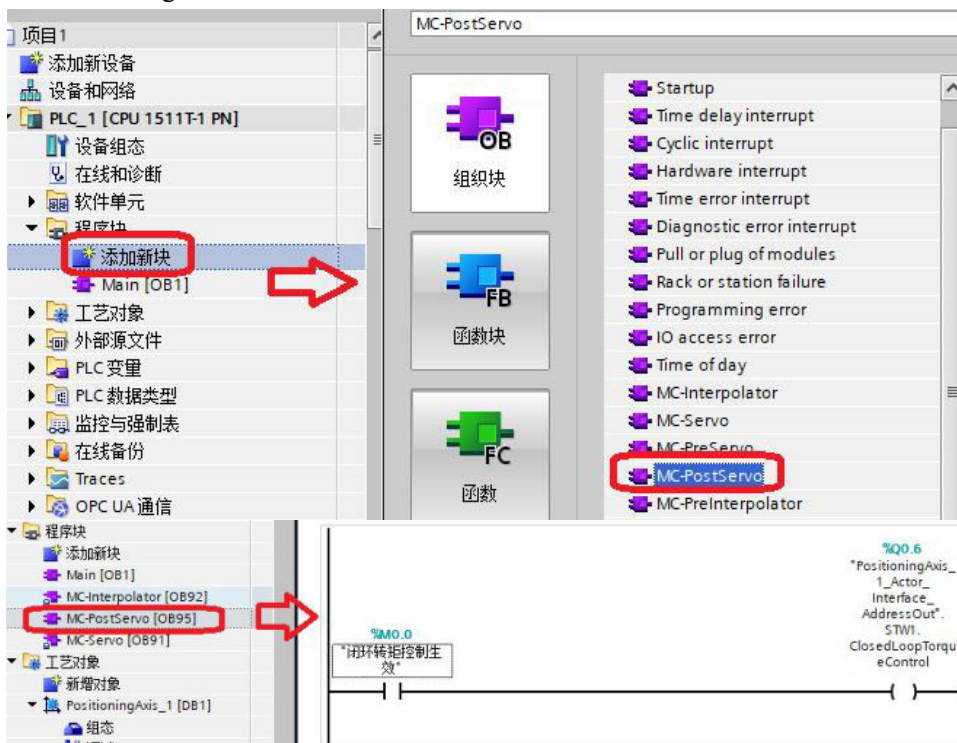 MC-PostServo
项目1
添加新设备
设备和网络
PLC_1 [CPU 1511T-1 PN]
设备组态
在线和诊断
软件单元
程序块
添加新块
Main [OB1]
工艺对象
外部源文件
PLC 变量
PLC 数据类型
监控与强制表
在线备份
Traces
OPC UA 通信
OB
组织块
FB
函数块
FC
函数
Startup
Time delay interrupt
Cyclic interrupt
Hardware interrupt
Time error interrupt
Diagnostic error interrupt
Pull or plug of modules
Rack or station failure
Programming error
IO access error
Time of day
MC-Interpolator
MC-Servo
MC-PreServo
MC-PostServo
MC-PreInterpolator
程序块
添加新块
Main [OB1]
MC-Interpolator [OB92]
MC-PostServo [OB95]
MC-Servo [OB91]
工艺对象
新增对象
PositioningAxis_1 [DB1]
组态
%M0.0
"闭环转矩控制生
效"
%Q0.6
"PositioningAxis_
1_Actor_
Interface_
AddressOut".
STW1.
ClosedLoopTorqu
eControl